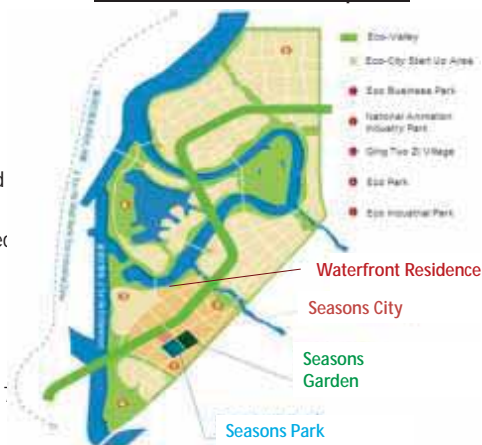 Eco-Valley
Eco-City Start Up Area
Eco Business Park
National Animation
Industry Park
Qing Tuo Zi Village
Eco Park
Eco Industrial Park
Waterfront Residence
Seasons City
Seasons
Garden
Seasons Park